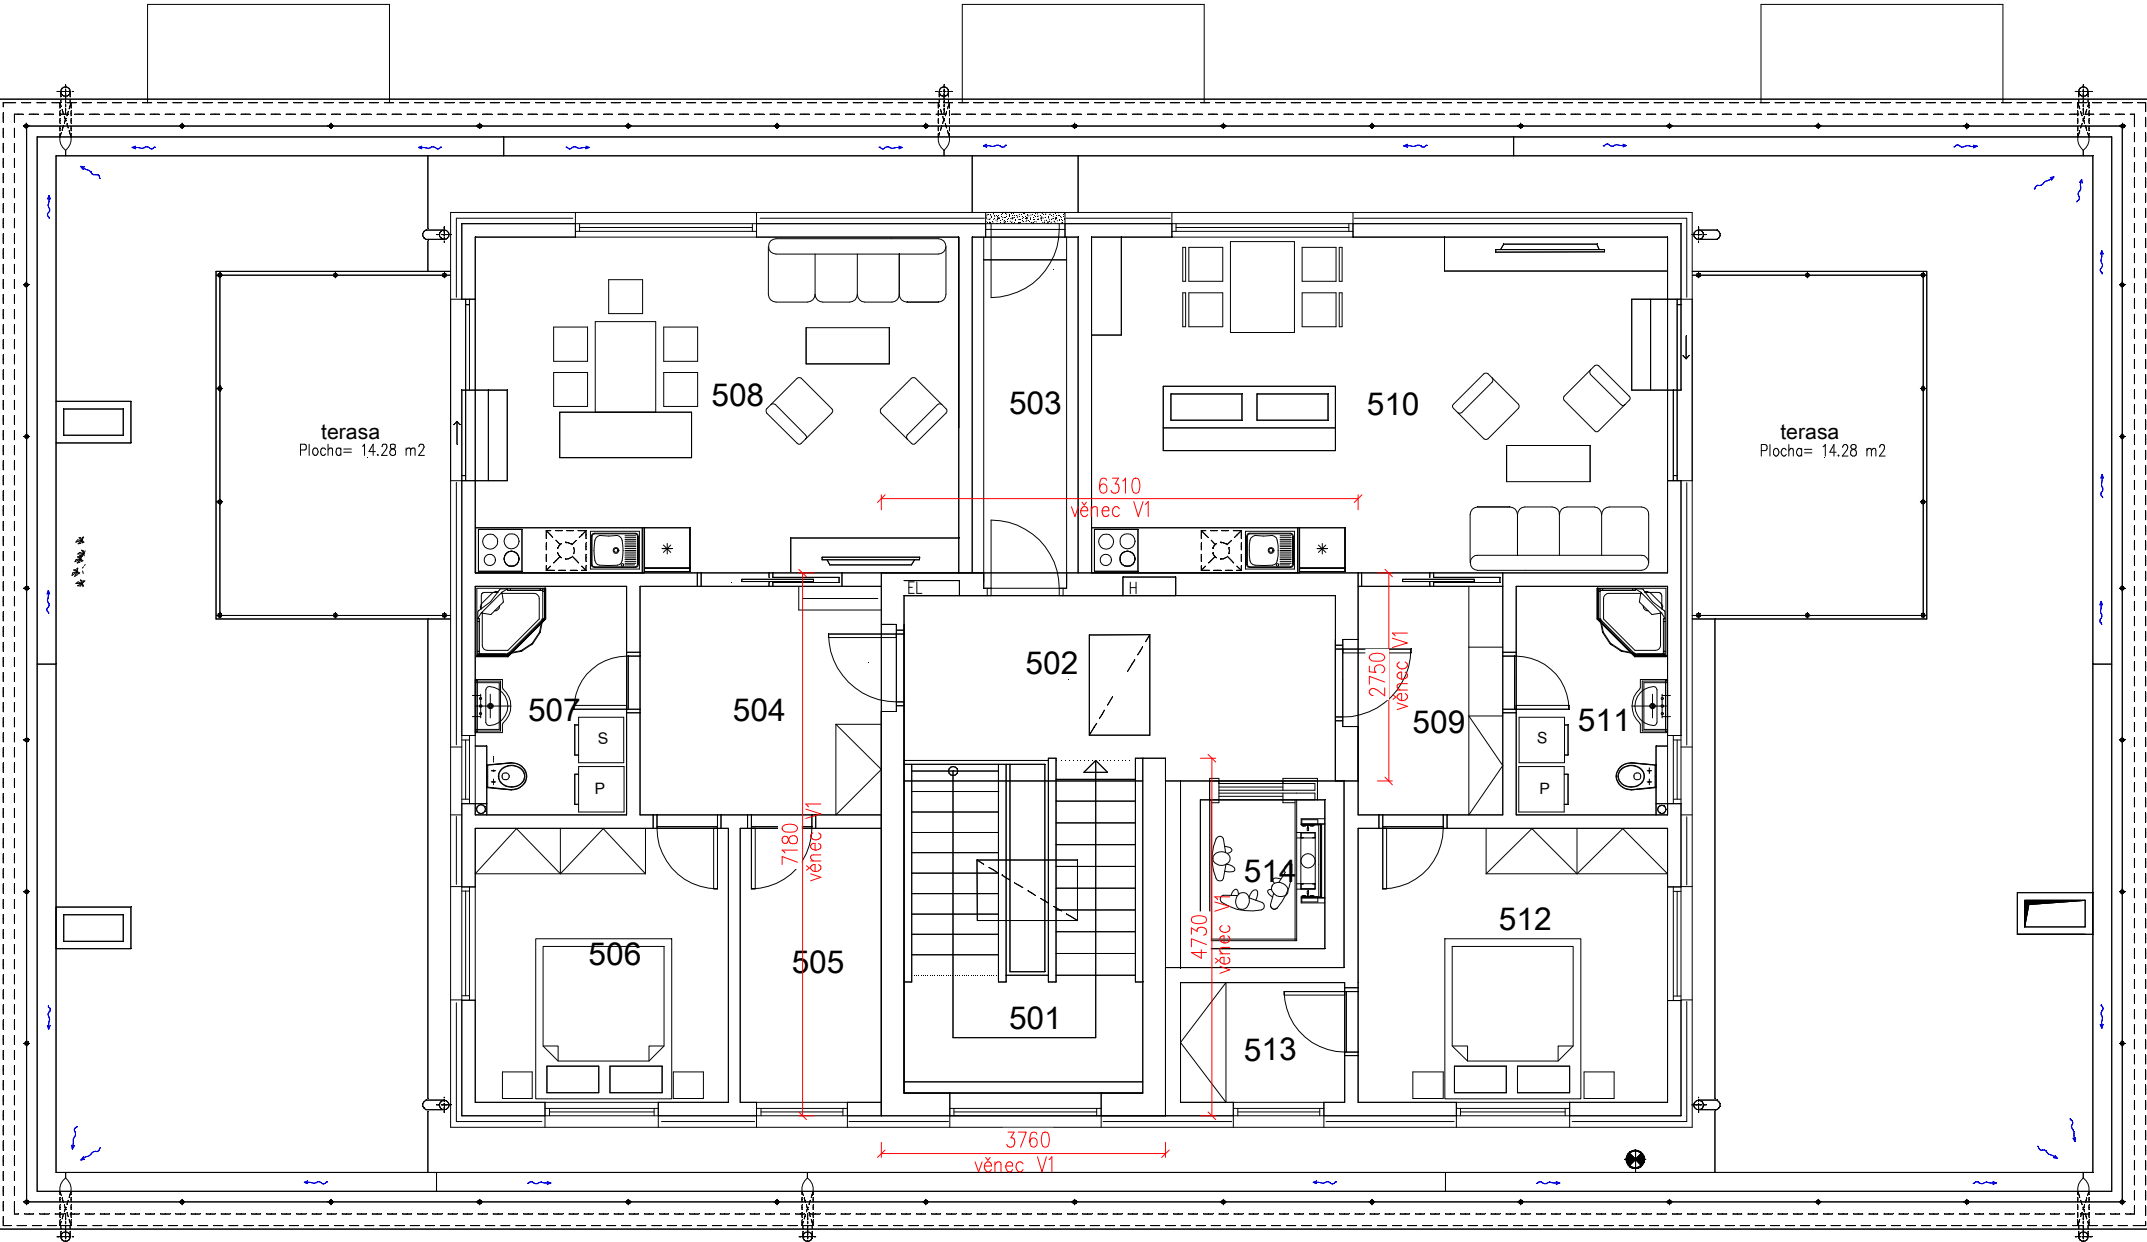 508
503
510
terasa
Plocha= 14.28 m2
terasa
Plocha= 14.28 m2
6310
věnec V1
EL
H
502
2750
věnec V1
507
504
509
511
S
P
S
P
7180
věnec V1
514
4730
věnec V1
506
505
512
501
513
3760
věnec V1